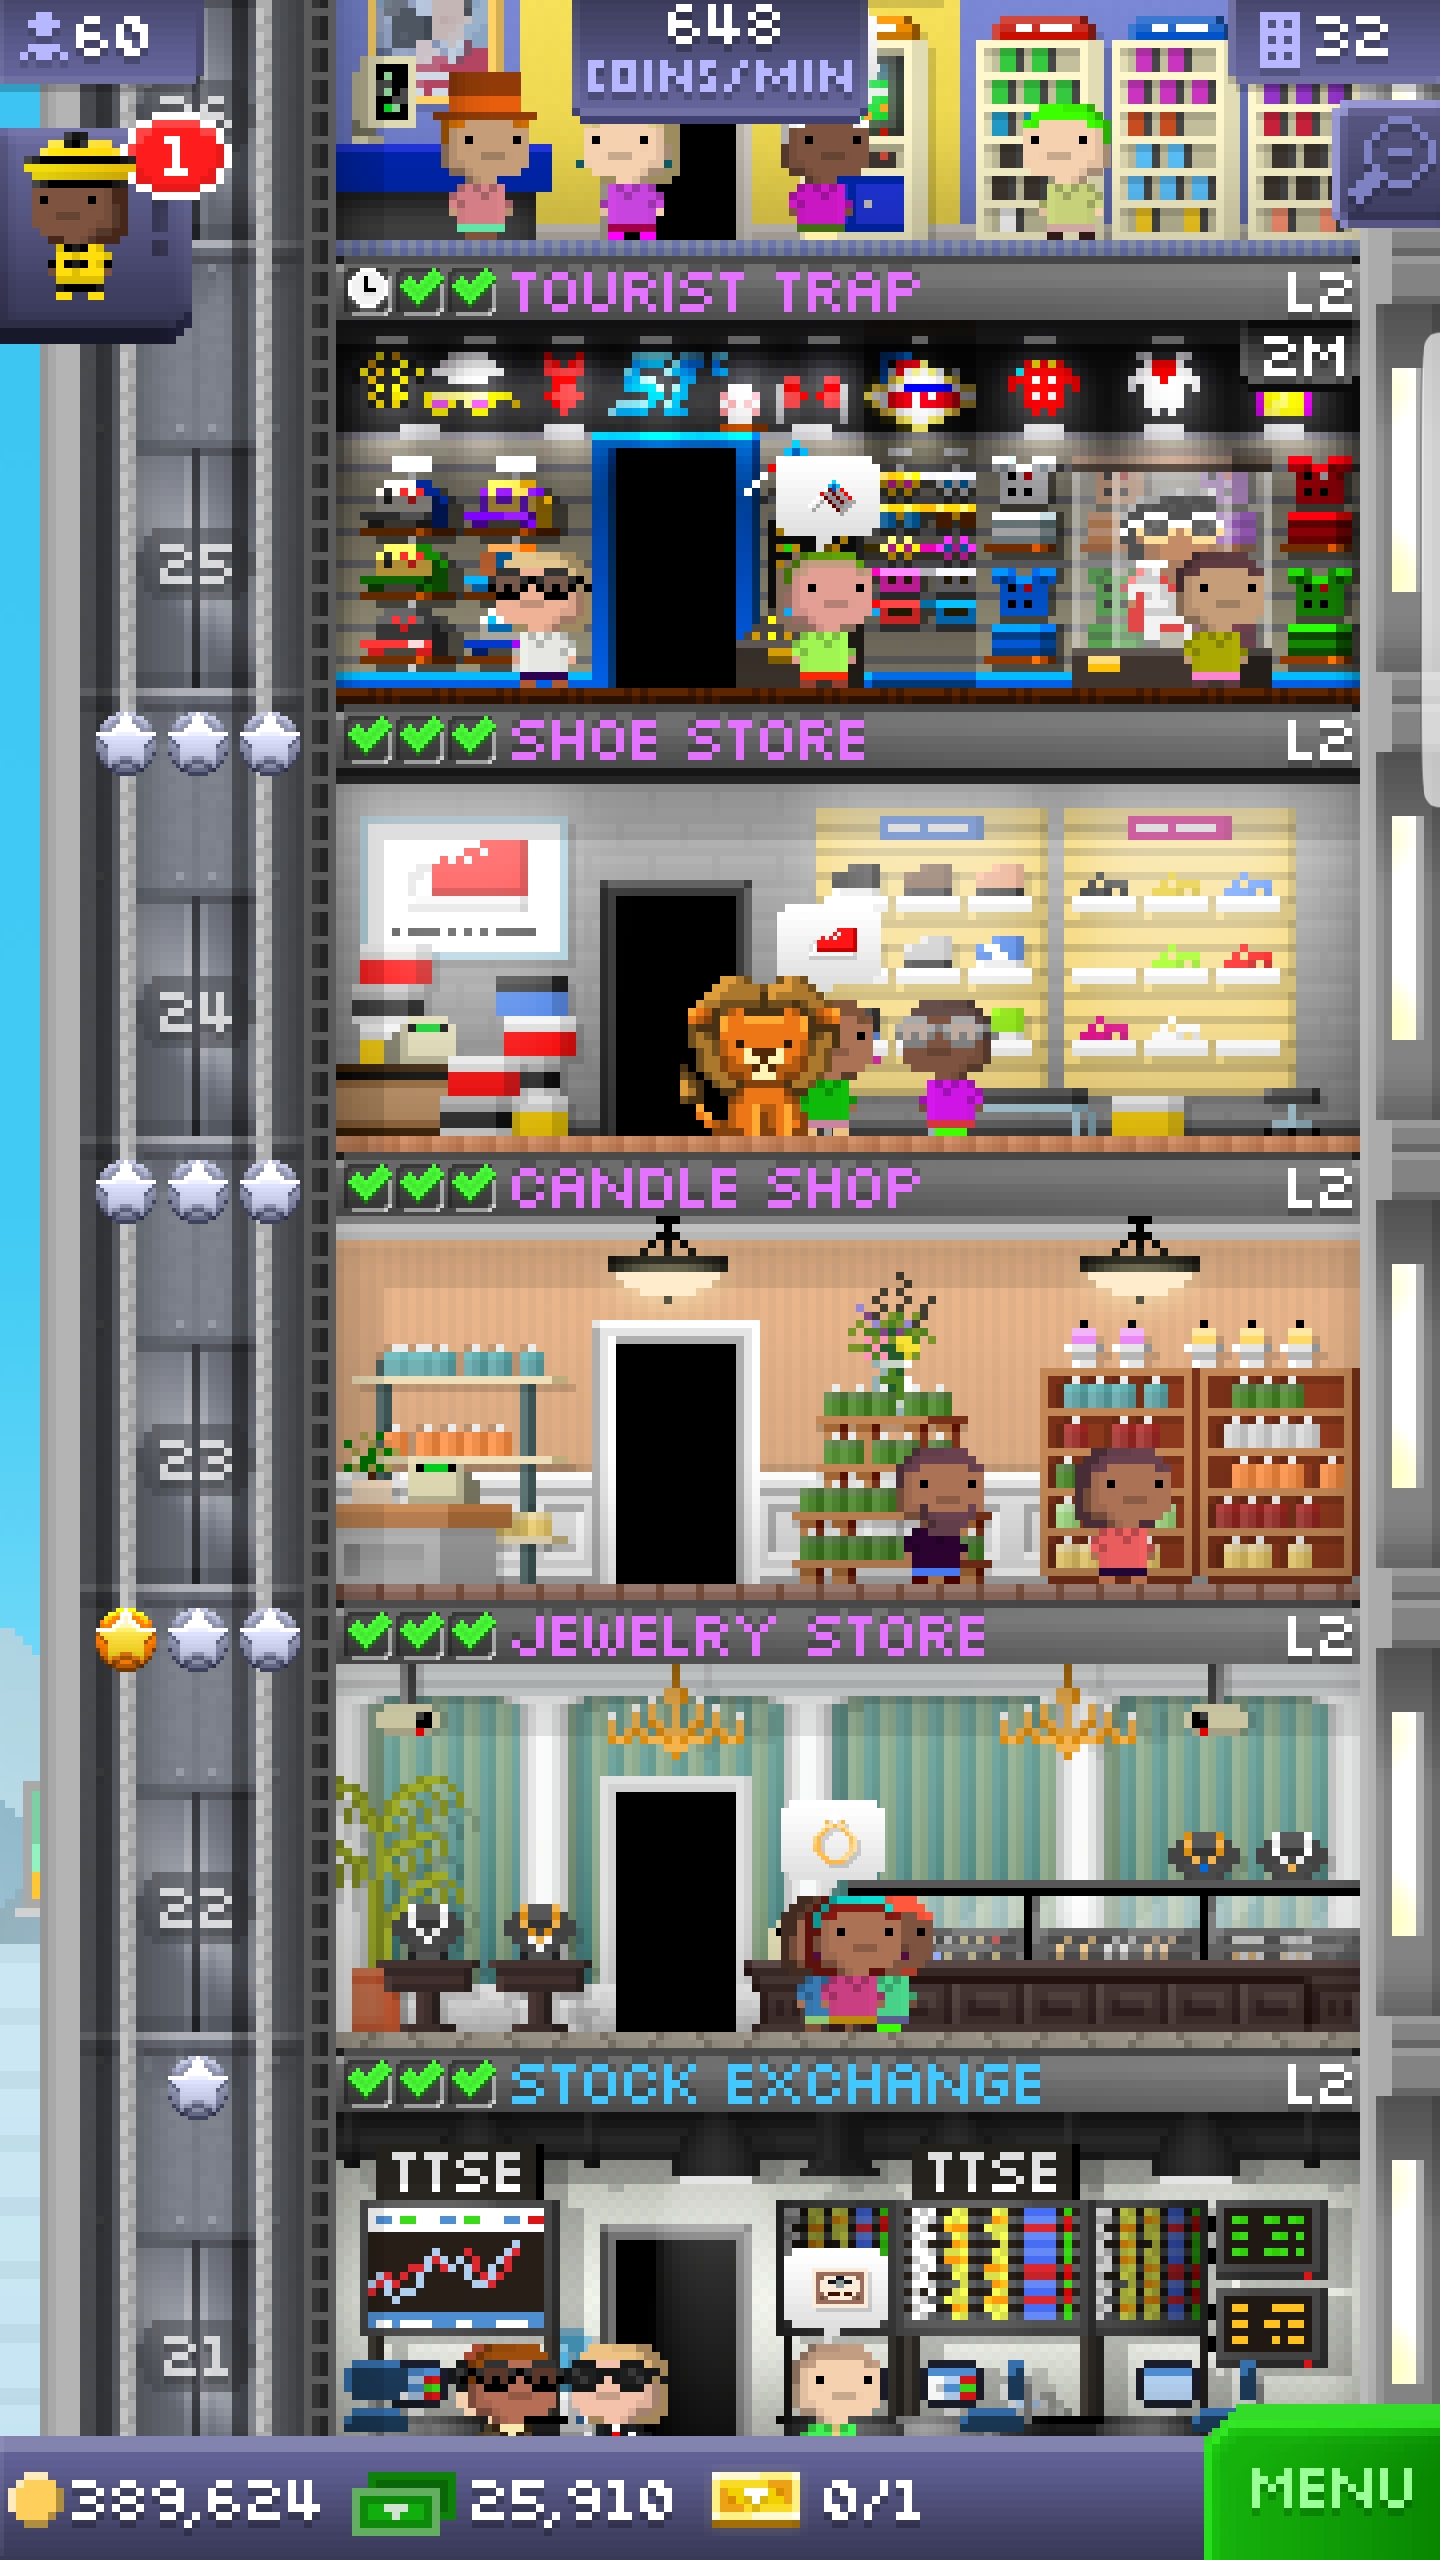 60
648
COINS/MIN
32
1
TOURIST TRAP L2
2M
25
SHOE STORE L2
24
CANDLE SHOP L2
23
JEWELRY STORE L2
22
STOCK EXCHANGE L2
TTSE TTSE
21
389,624 25,910 0/1 MENU